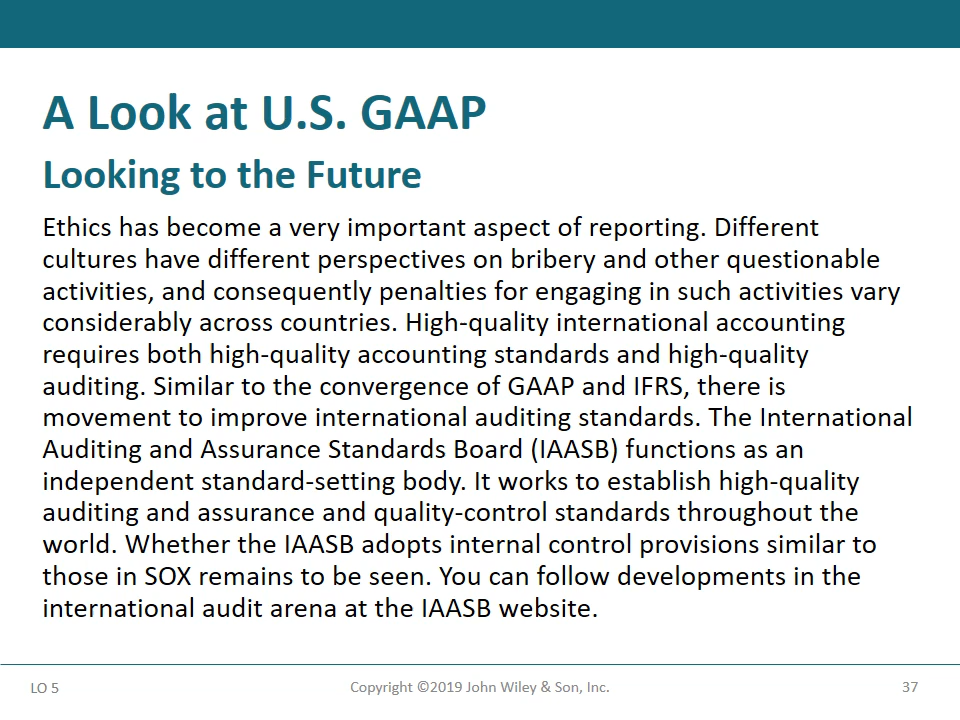 A Look at U.S. GAAP
Looking to the Future
Ethics has become a very important aspect of reporting. Different
cultures have different perspectives on bribery and other questionable
activities, and consequently penalties for engaging in such activities vary
considerably across countries. High-quality international accounting
requires both high-quality accounting standards and high-quality
auditing. Similar to the convergence of GAAP and IFRS, there is
movement to improve international auditing standards. The International
Auditing and Assurance Standards Board (IAASB) functions as an
independent standard-setting body. It works to establish high-quality
auditing and assurance and quality-control standards throughout the
world. Whether the IAASB adopts internal control provisions similar to
those in SOX remains to be seen. You can follow developments in the
international audit arena at the IAASB website.
LO 5
Copyright ©2019 John Wiley & Son, Inc.
37